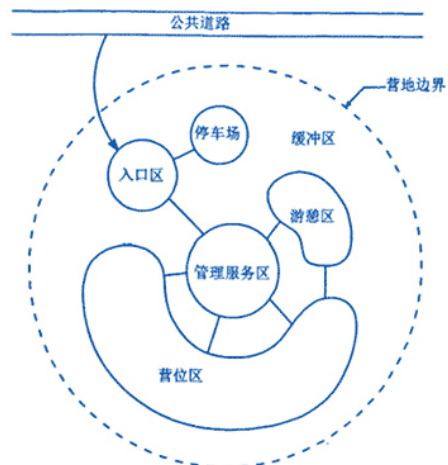 公共道路
营地边界
停车场
缓冲区
入口区
游憩区
管理服务区
营位区